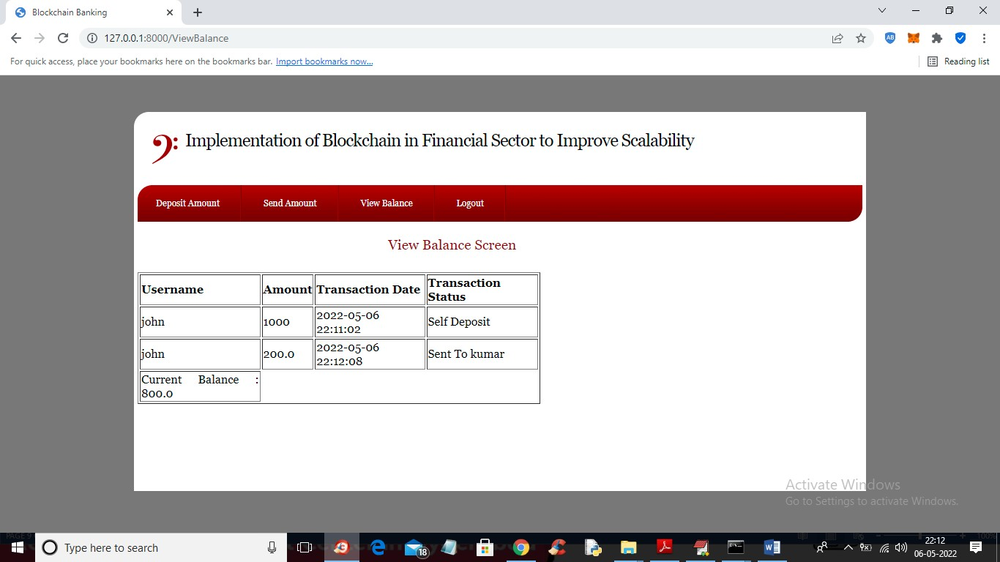 Blockchain Banking
127.0.0.1:8000/ViewBalance
AB
For quick access, place your bookmarks here on the bookmarks bar. Import bookmarks now...
Reading list
Implementation of Blockchain in Financial Sector to Improve Scalability
Deposit Amount Send Amount View Balance Logout
View Balance Screen
Username Amount Transaction Date Transaction Status
john 1000 2022-05-06 22:11:02 Self Deposit
john 200.0 2022-05-06 22:12:08 Sent To kumar
Current Balance :
800.0
Activate Windows
Go to Settings to activate Windows.
PAGE 9
100%
Type here to search
18
22:12
06-05-2022